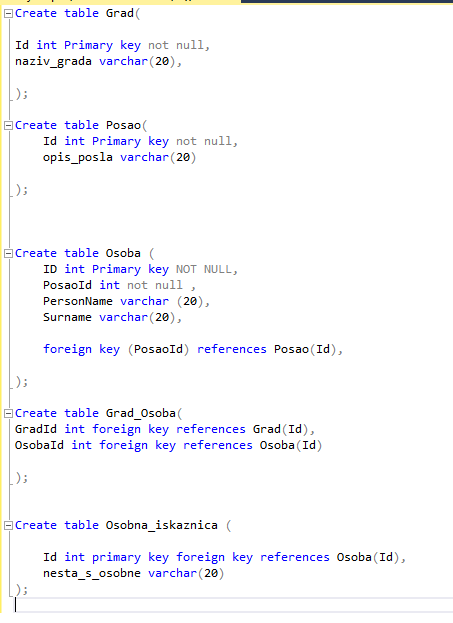 Create table Grad(
Id int Primary key not null,
naziv_grada varchar(20),
);
Create table Posao(
Id int Primary key not null,
opis_posla varchar(20)
);
Create table Osoba (
ID int Primary key NOT NULL,
PosaoId int not null ,
PersonName varchar (20),
Surname varchar(20),
foreign key (PosaoId) references Posao(Id),
);
Create table Grad_Osoba(
GradId int foreign key references Grad(Id),
OsobaId int foreign key references Osoba(Id)
);
Create table Osobna_iskaznica (
Id int primary key foreign key references Osoba(Id),
nesta_s_osobne varchar(20)
);